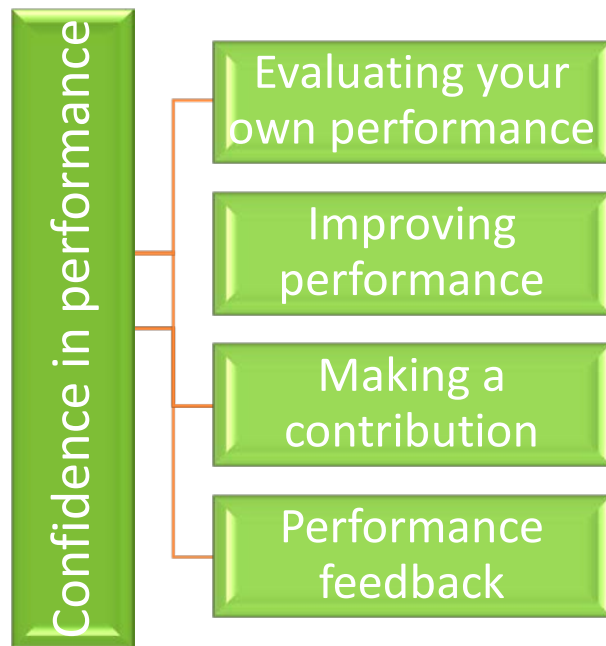 Confidence in performance
Evaluating your
own performance
Improving
performance
Making a
contribution
Performance
feedback